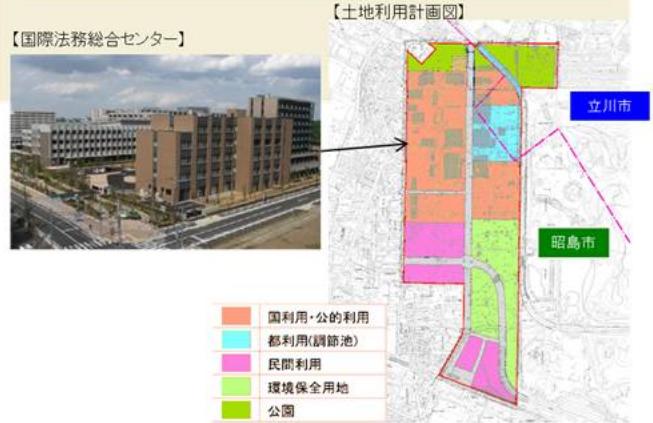 【土地利用計画図】
【国際法務総合センター】
立川市
昭島市
国利用・公的利用
都利用(調節池)
民間利用
環境保全用地
公園